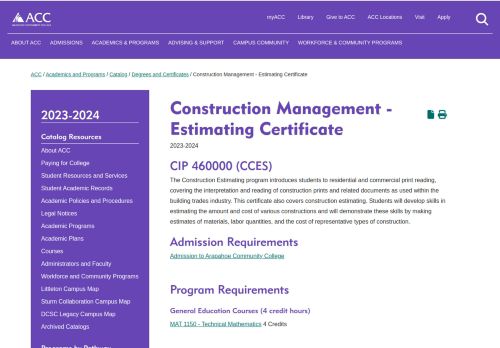 myACC Library Give to ACC ACC Locations Visit Apply
ACC
ABOUT ACC ADMISSIONS ACADEMICS & PROGRAMS ADVISING & SUPPORT CAMPUS COMMUNITY WORKFORCE & COMMUNITY PROGRAMS
ACC / Academics and Programs / Catalog / Degrees and Certificates / Construction Management - Estimating Certificate
2023-2024
Catalog Resources
About ACC
Paying for College
Student Resources and Services
Student Academic Records
Academic Policies and Procedures
Legal Notices
Academic Programs
Academic Plans
Courses
Administrators and Faculty
Workforce and Community Programs
Littleton Campus Map
Sturm Collaboration Campus Map
DCSC Legacy Campus Map
Archived Catalogs
Programs by Pathway
Construction Management -
Estimating Certificate
2023-2024
CIP 460000 (CCES)
The Construction Estimating program introduces students to residential and commercial print reading,
covering the interpretation and reading of construction prints and related documents as used within the
building trades industry. This certificate also covers construction estimating. Students will develop skills in
estimating the amount and cost of various constructions and will demonstrate these skills by making
estimates of materials, labor quantities, and the cost of representative types of construction.
Admission Requirements
Admission to Arapahoe Community College
Program Requirements
General Education Courses (4 credit hours)
MAT 1150 - Technical Mathematics 4 Credits